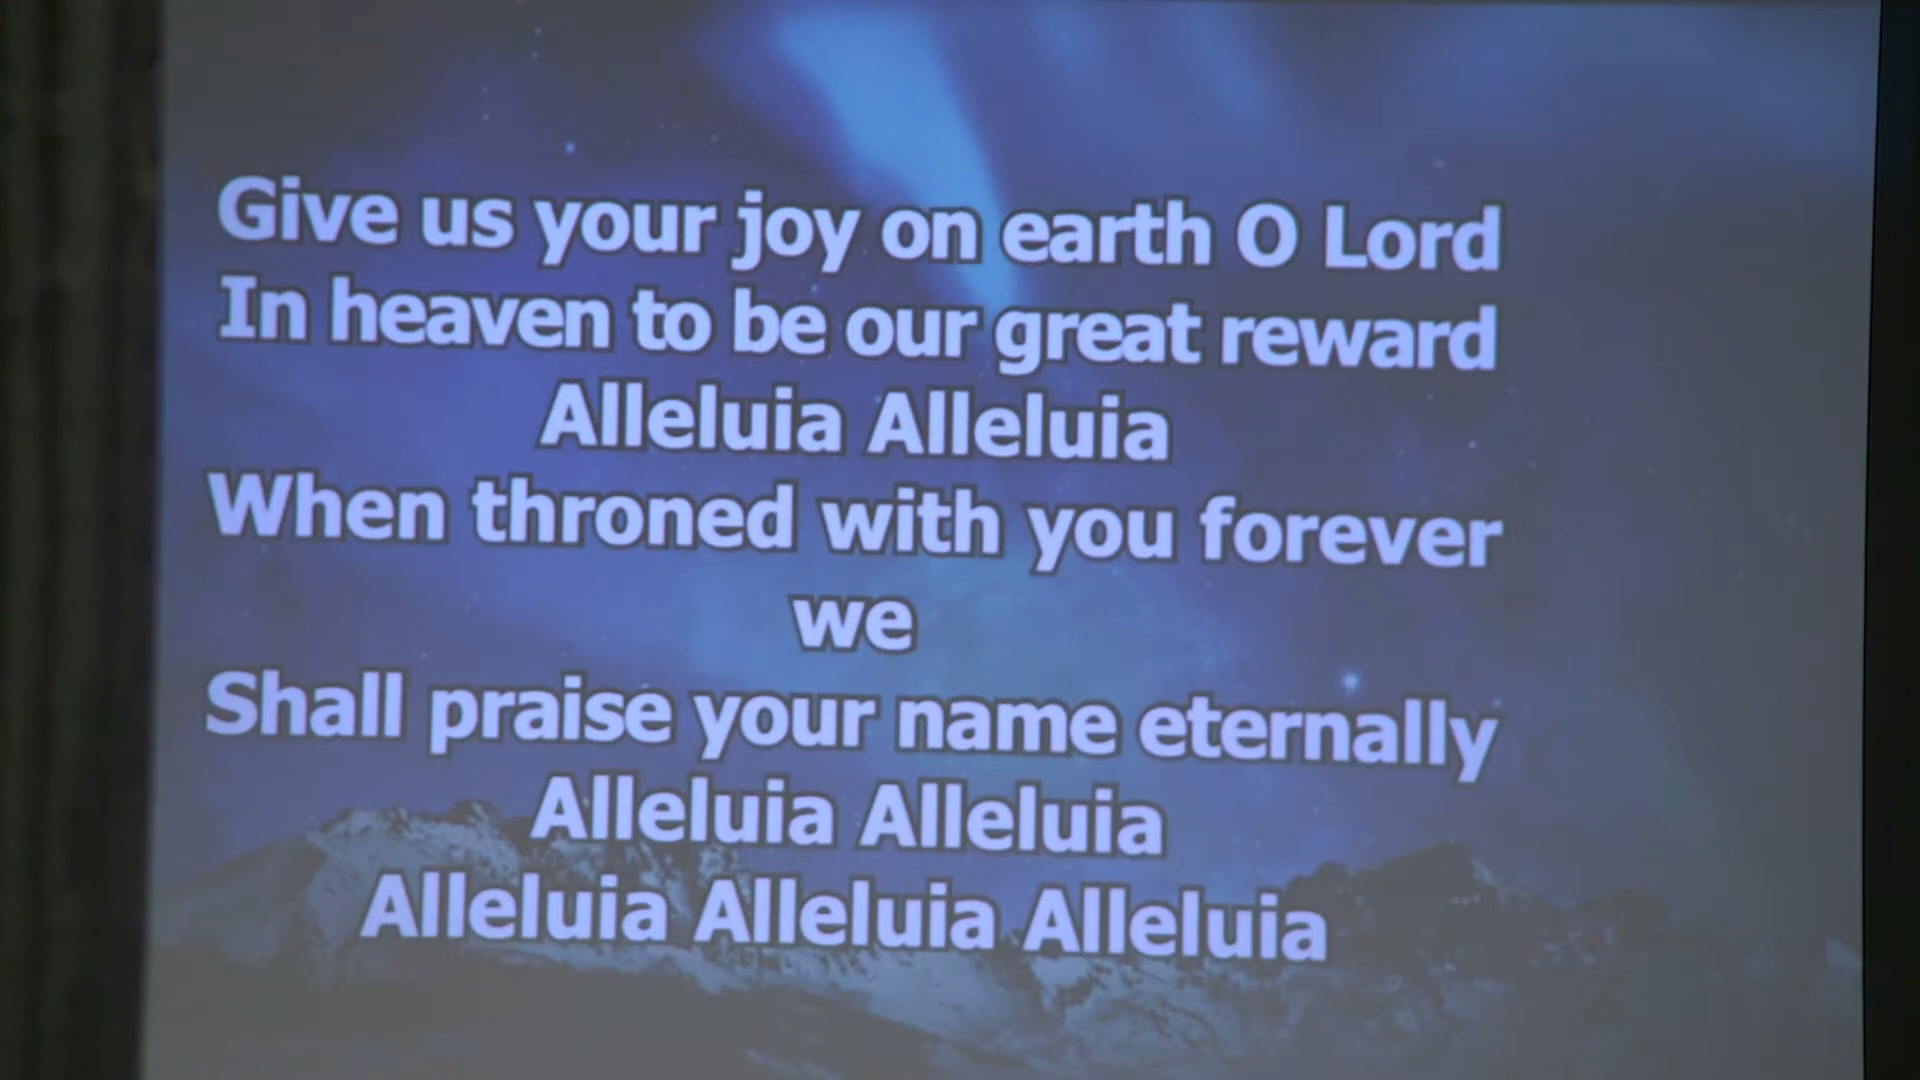 Give us your joy on earth O Lord
In heaven to be our great reward
Alleluia Alleluia
When throned with you forever
we
Shall praise your name eternally
Alleluia Alleluia
Alleluia Alleluia Alleluia